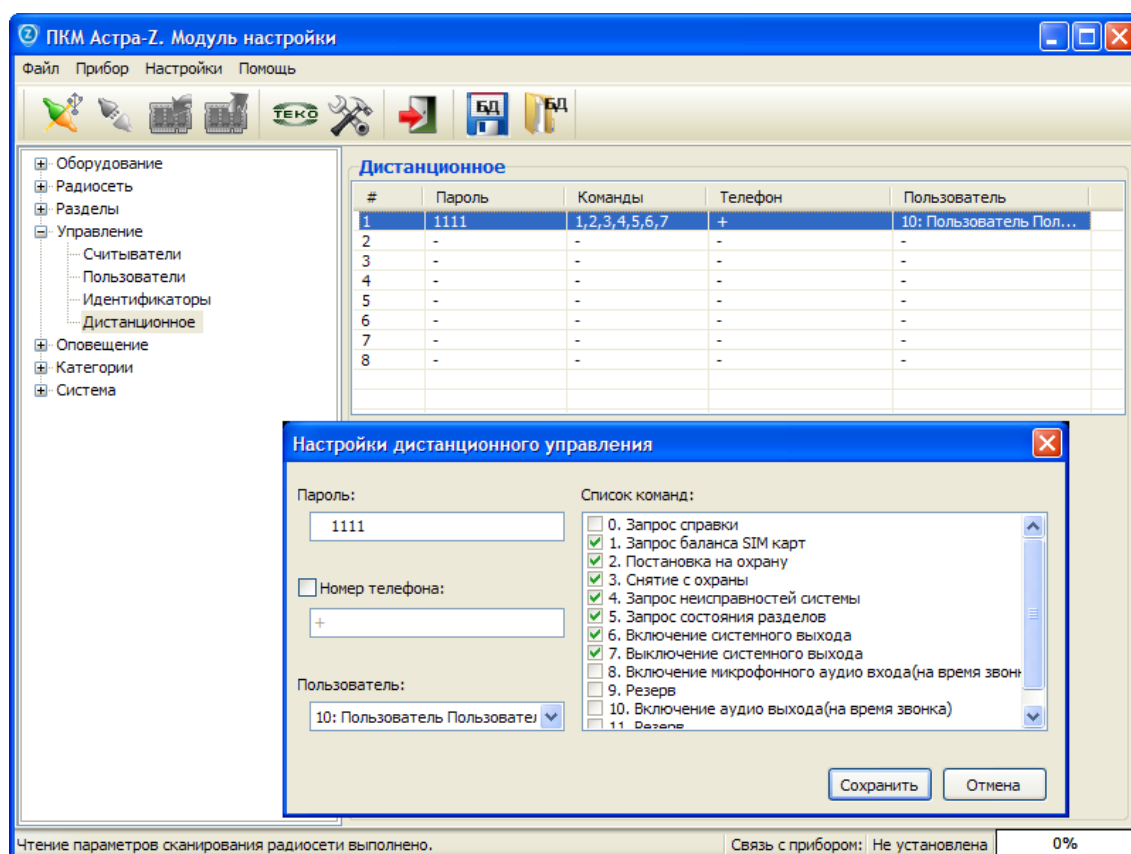 ПКМ Астра-Z. Модуль настройки
Файл Прибор Настройки Помощь
ТЕКО БД БД
Оборудование
Радиосеть
Разделы
Управление
Считыватели
Пользователи
Идентификаторы
Дистанционное
Оповещение
Категории
Система
Дистанционное
# Пароль Команды Телефон Пользователь
1 1111 1,2,3,4,5,6,7 + 10: Пользователь Пол...
2 - - - -
3 - - - -
4 - - - -
5 - - - -
6 - - - -
7 - - - -
8 - - - -
Настройки дистанционного управления
Пароль:
1111
Номер телефона:
+
Пользователь:
10: Пользователь Пользовател
Список команд:
0. Запрос справки
1. Запрос баланса SIM карт
2. Постановка на охрану
3. Снятие с охраны
4. Запрос неисправностей системы
5. Запрос состояния разделов
6. Включение системного выхода
7. Выключение системного выхода
8. Включение микрофонного аудио входа(на время звонк
9. Резерв
10. Включение аудио выхода(на время звонка)
11. Резерв
Сохранить Отмена
Чтение параметров сканирования радиосети выполнено. Связь с прибором: Не установлена 0%